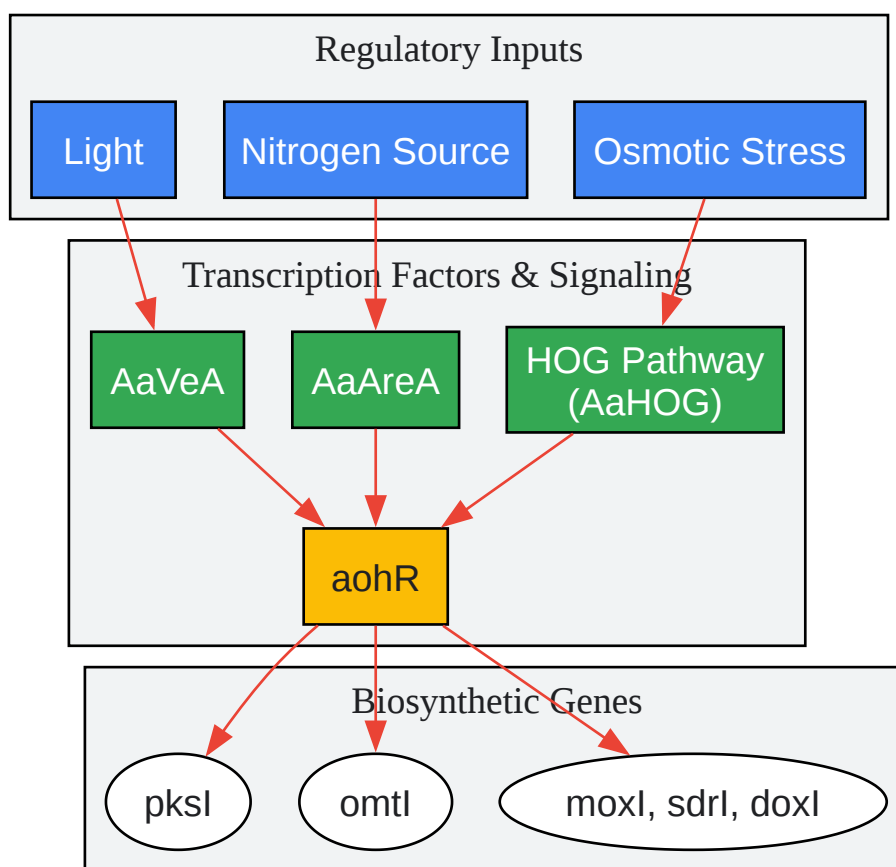 Regulatory Inputs
Light
Nitrogen Source
Osmotic Stress
Transcription Factors & Signaling
AaVeA
AaAreA
HOG Pathway
(AaHOG)
aohR
Biosynthetic Genes
pksI
omtI
moxI, sdrI, doxI